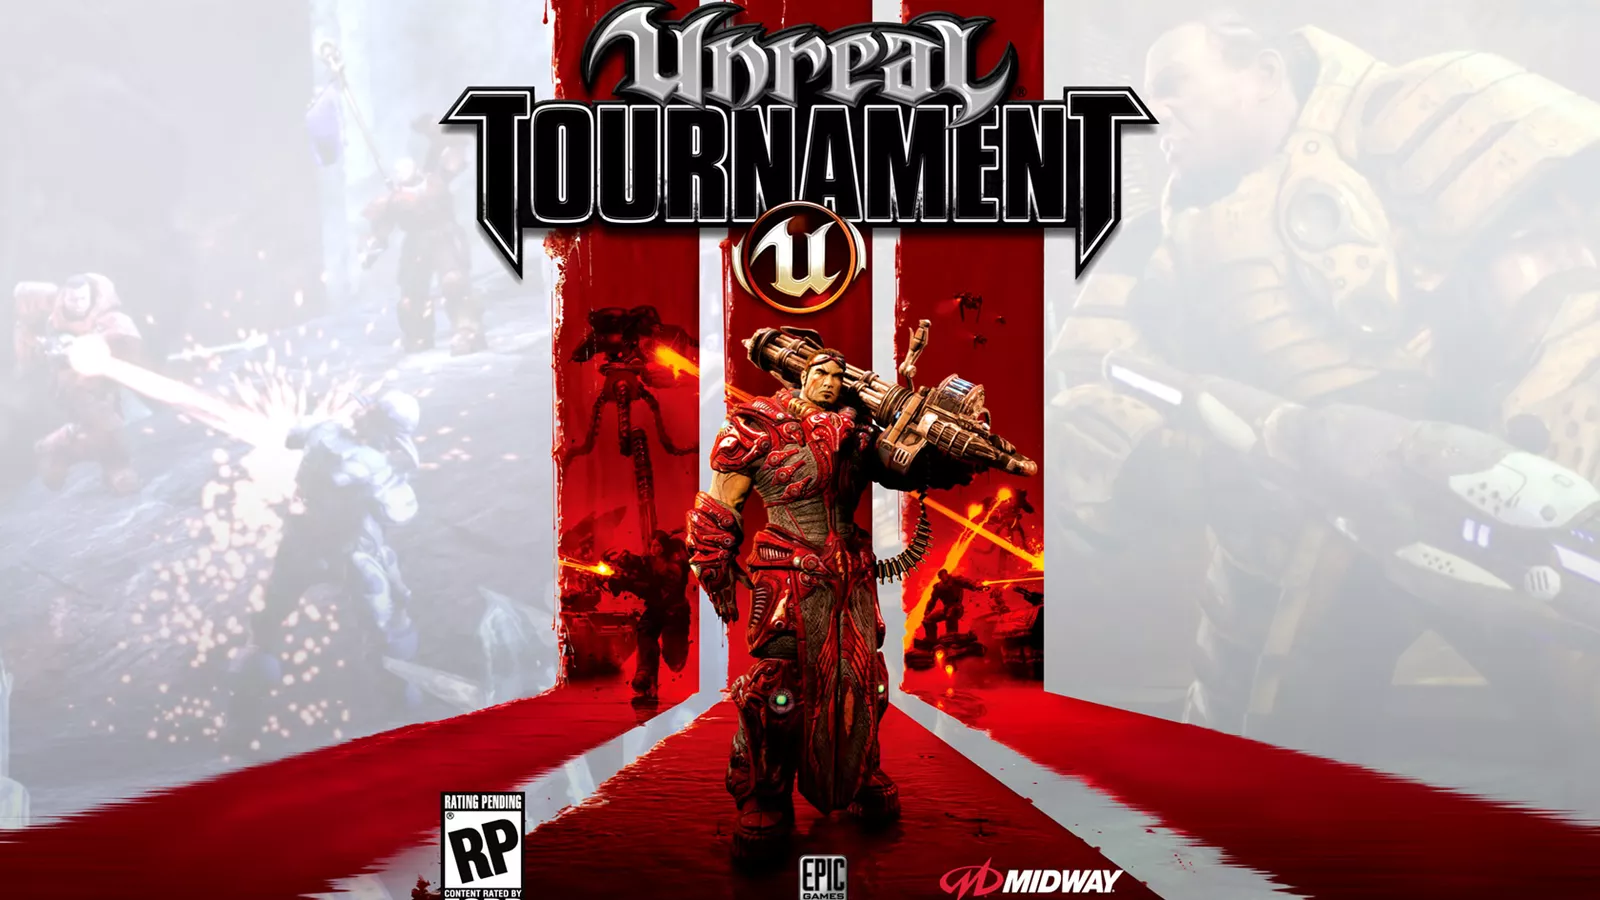 Unreal
®
TOURNAMENT
U
RATING PENDING
®
RP
CONTENT RATED BY
EPIC
GAMES
MIDWAY